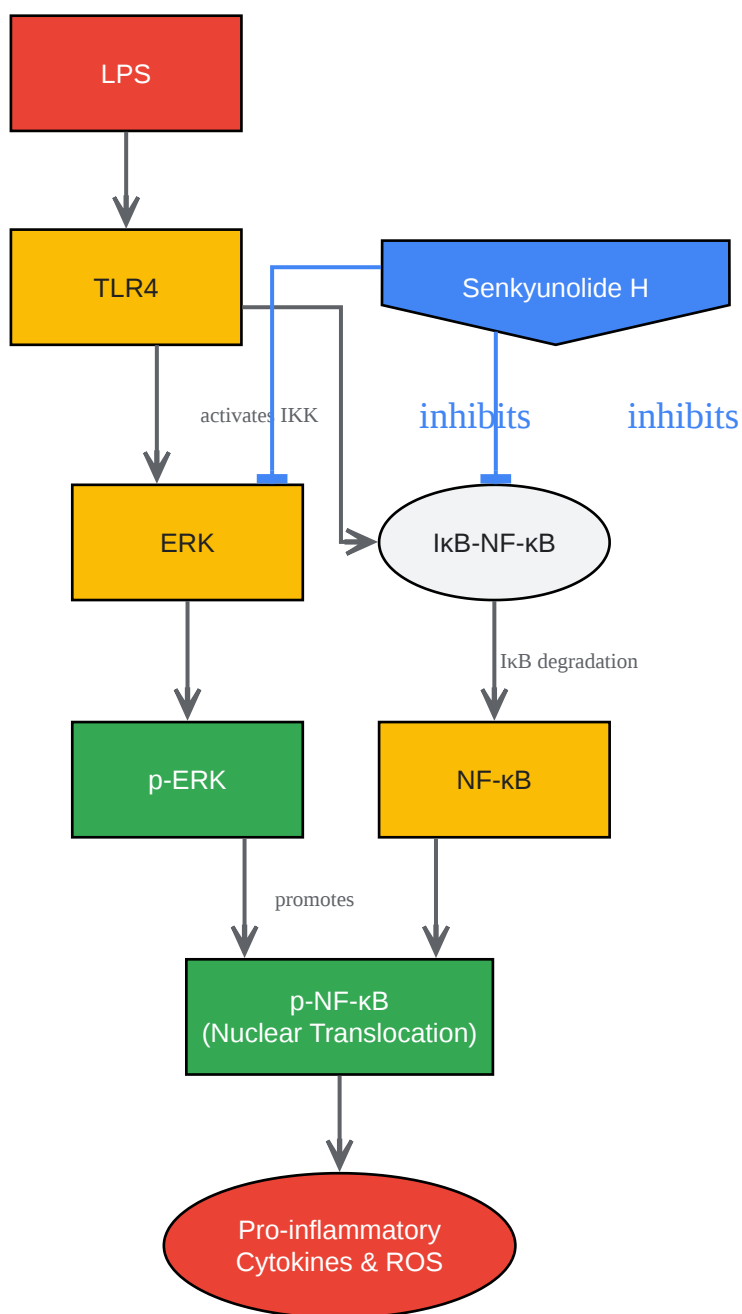 LPS
TLR4
Senkyunolide H
activates IKK
inhibits
inhibits
ERK
IκB-NF-κB
IκB degradation
p-ERK
NF-κB
promotes
p-NF-κB
(Nuclear Translocation)
Pro-inflammatory
Cytokines & ROS